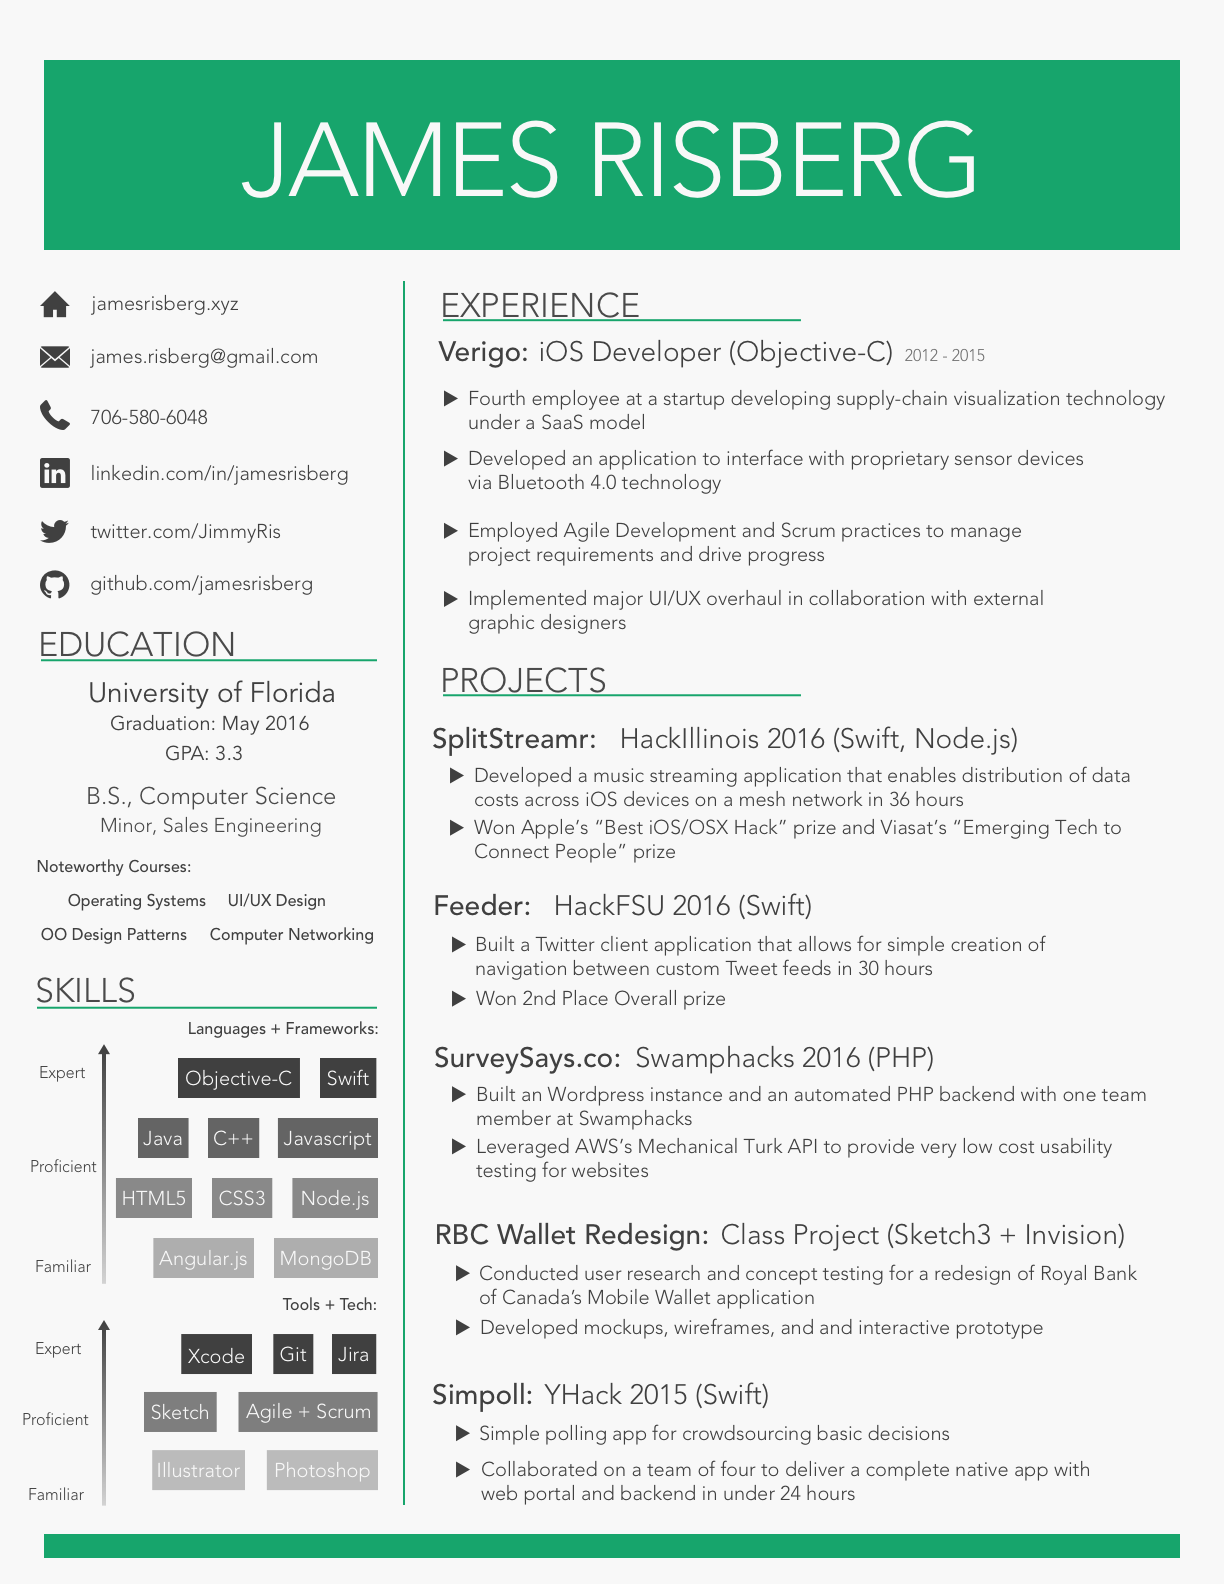 JAMES RISBERG
jamesrisberg.xyz
james.risberg@gmail.com
706-580-6048
linkedin.com/in/jamesrisberg
twitter.com/JimmyRis
github.com/jamesrisberg
EDUCATION
University of Florida
Graduation: May 2016
GPA: 3.3
B.S., Computer Science
Minor, Sales Engineering
Noteworthy Courses:
Operating Systems UI/UX Design
OO Design Patterns Computer Networking
SKILLS
Languages + Frameworks:
Expert
Objective-C Swift
Java C++ Javascript
Proficient
HTML5 CSS3 Node.js
Angular.js MongoDB
Familiar
Tools + Tech:
Expert
Xcode Git Jira
Proficient
Sketch Agile + Scrum
Illustrator Photoshop
Familiar
EXPERIENCE
Verigo: iOS Developer (Objective-C) 2012 - 2015
Fourth employee at a startup developing supply-chain visualization technology
under a SaaS model
Developed an application to interface with proprietary sensor devices
via Bluetooth 4.0 technology
Employed Agile Development and Scrum practices to manage
project requirements and drive progress
Implemented major UI/UX overhaul in collaboration with external
graphic designers
PROJECTS
SplitStreamr: HackIllinois 2016 (Swift, Node.js)
Developed a music streaming application that enables distribution of data
costs across iOS devices on a mesh network in 36 hours
Won Apple's “Best iOS/OSX Hack” prize and Viasat's “Emerging Tech to
Connect People” prize
Feeder: HackFSU 2016 (Swift)
Built a Twitter client application that allows for simple creation of
navigation between custom Tweet feeds in 30 hours
Won 2nd Place Overall prize
SurveySays.co: Swamphacks 2016 (PHP)
Built an Wordpress instance and an automated PHP backend with one team
member at Swamphacks
Leveraged AWS's Mechanical Turk API to provide very low cost usability
testing for websites
RBC Wallet Redesign: Class Project (Sketch3 + Invision)
Conducted user research and concept testing for a redesign of Royal Bank
of Canada's Mobile Wallet application
Developed mockups, wireframes, and and interactive prototype
Simpoll: YHack 2015 (Swift)
Simple polling app for crowdsourcing basic decisions
Collaborated on a team of four to deliver a complete native app with
web portal and backend in under 24 hours